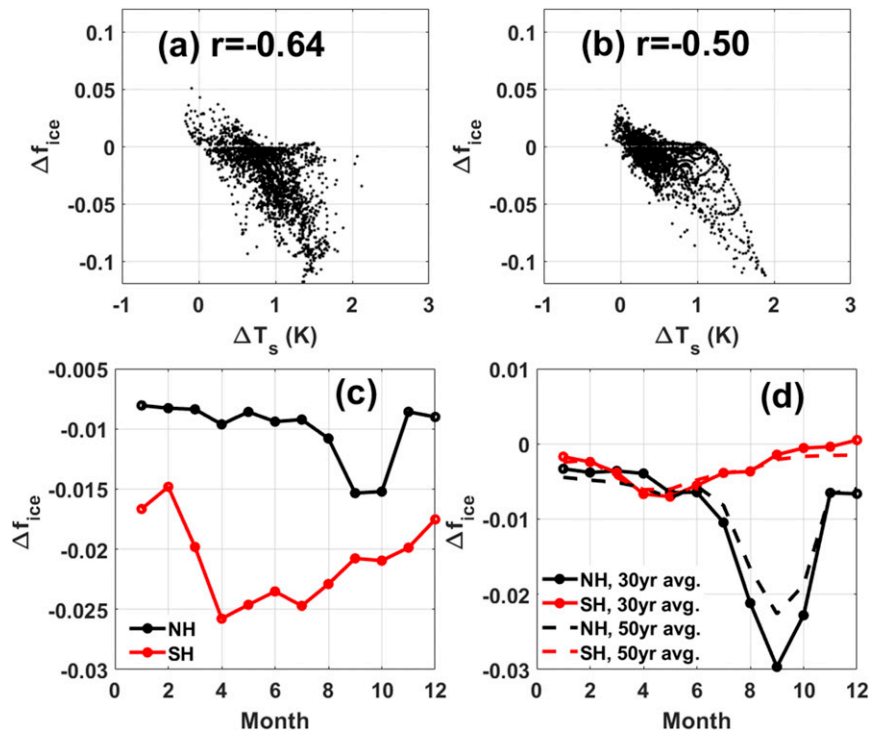 (a) r=-0.64
0.1
0.05
0
-0.05
-0.1
Δf_ice
-1 0 1 2 3
ΔT_s (K)
(b) r=-0.50
0.1
0.05
0
-0.05
-0.1
Δf_ice
-1 0 1 2 3
ΔT_s (K)
(c)
-0.005
-0.01
-0.015
-0.02
-0.025
-0.03
Δf_ice
NH
SH
0 2 4 6 8 10 12
Month
(d)
0.01
0
-0.01
-0.02
-0.03
Δf_ice
NH, 30yr avg.
SH, 30yr avg.
NH, 50yr avg.
SH, 50yr avg.
0 2 4 6 8 10 12
Month